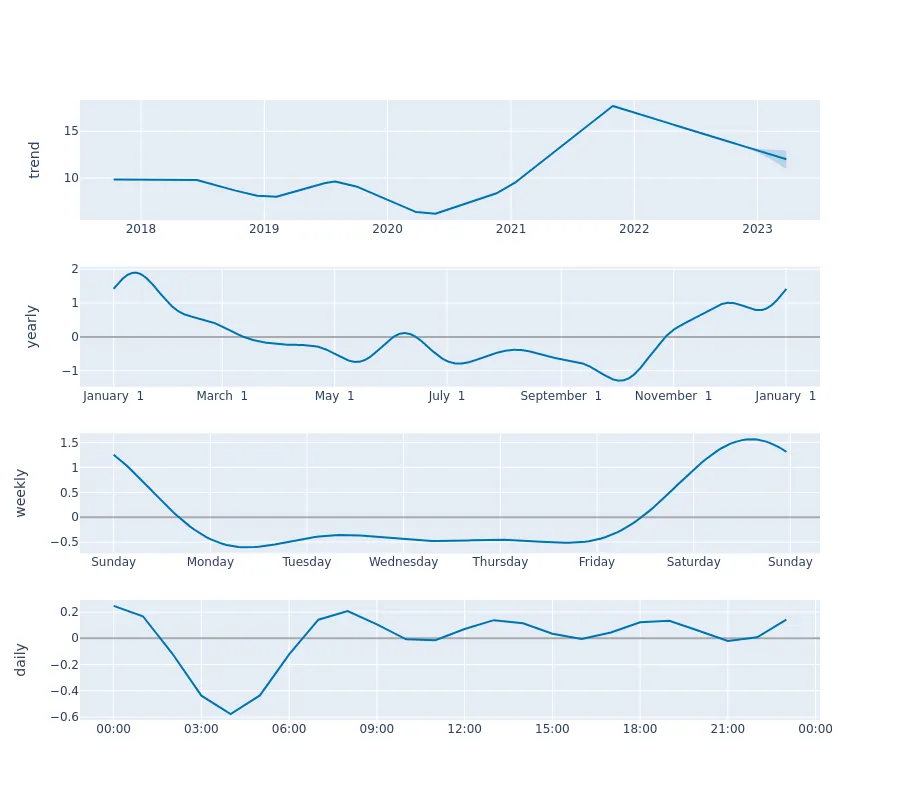 trend
15
10
2018 2019 2020 2021 2022 2023
yearly
2
1
0
−1
January 1 March 1 May 1 July 1 September 1 November 1 January 1
weekly
1.5
1
0.5
0
−0.5
Sunday Monday Tuesday Wednesday Thursday Friday Saturday Sunday
daily
0.2
0
−0.2
−0.4
−0.6
00:00 03:00 06:00 09:00 12:00 15:00 18:00 21:00 00:00